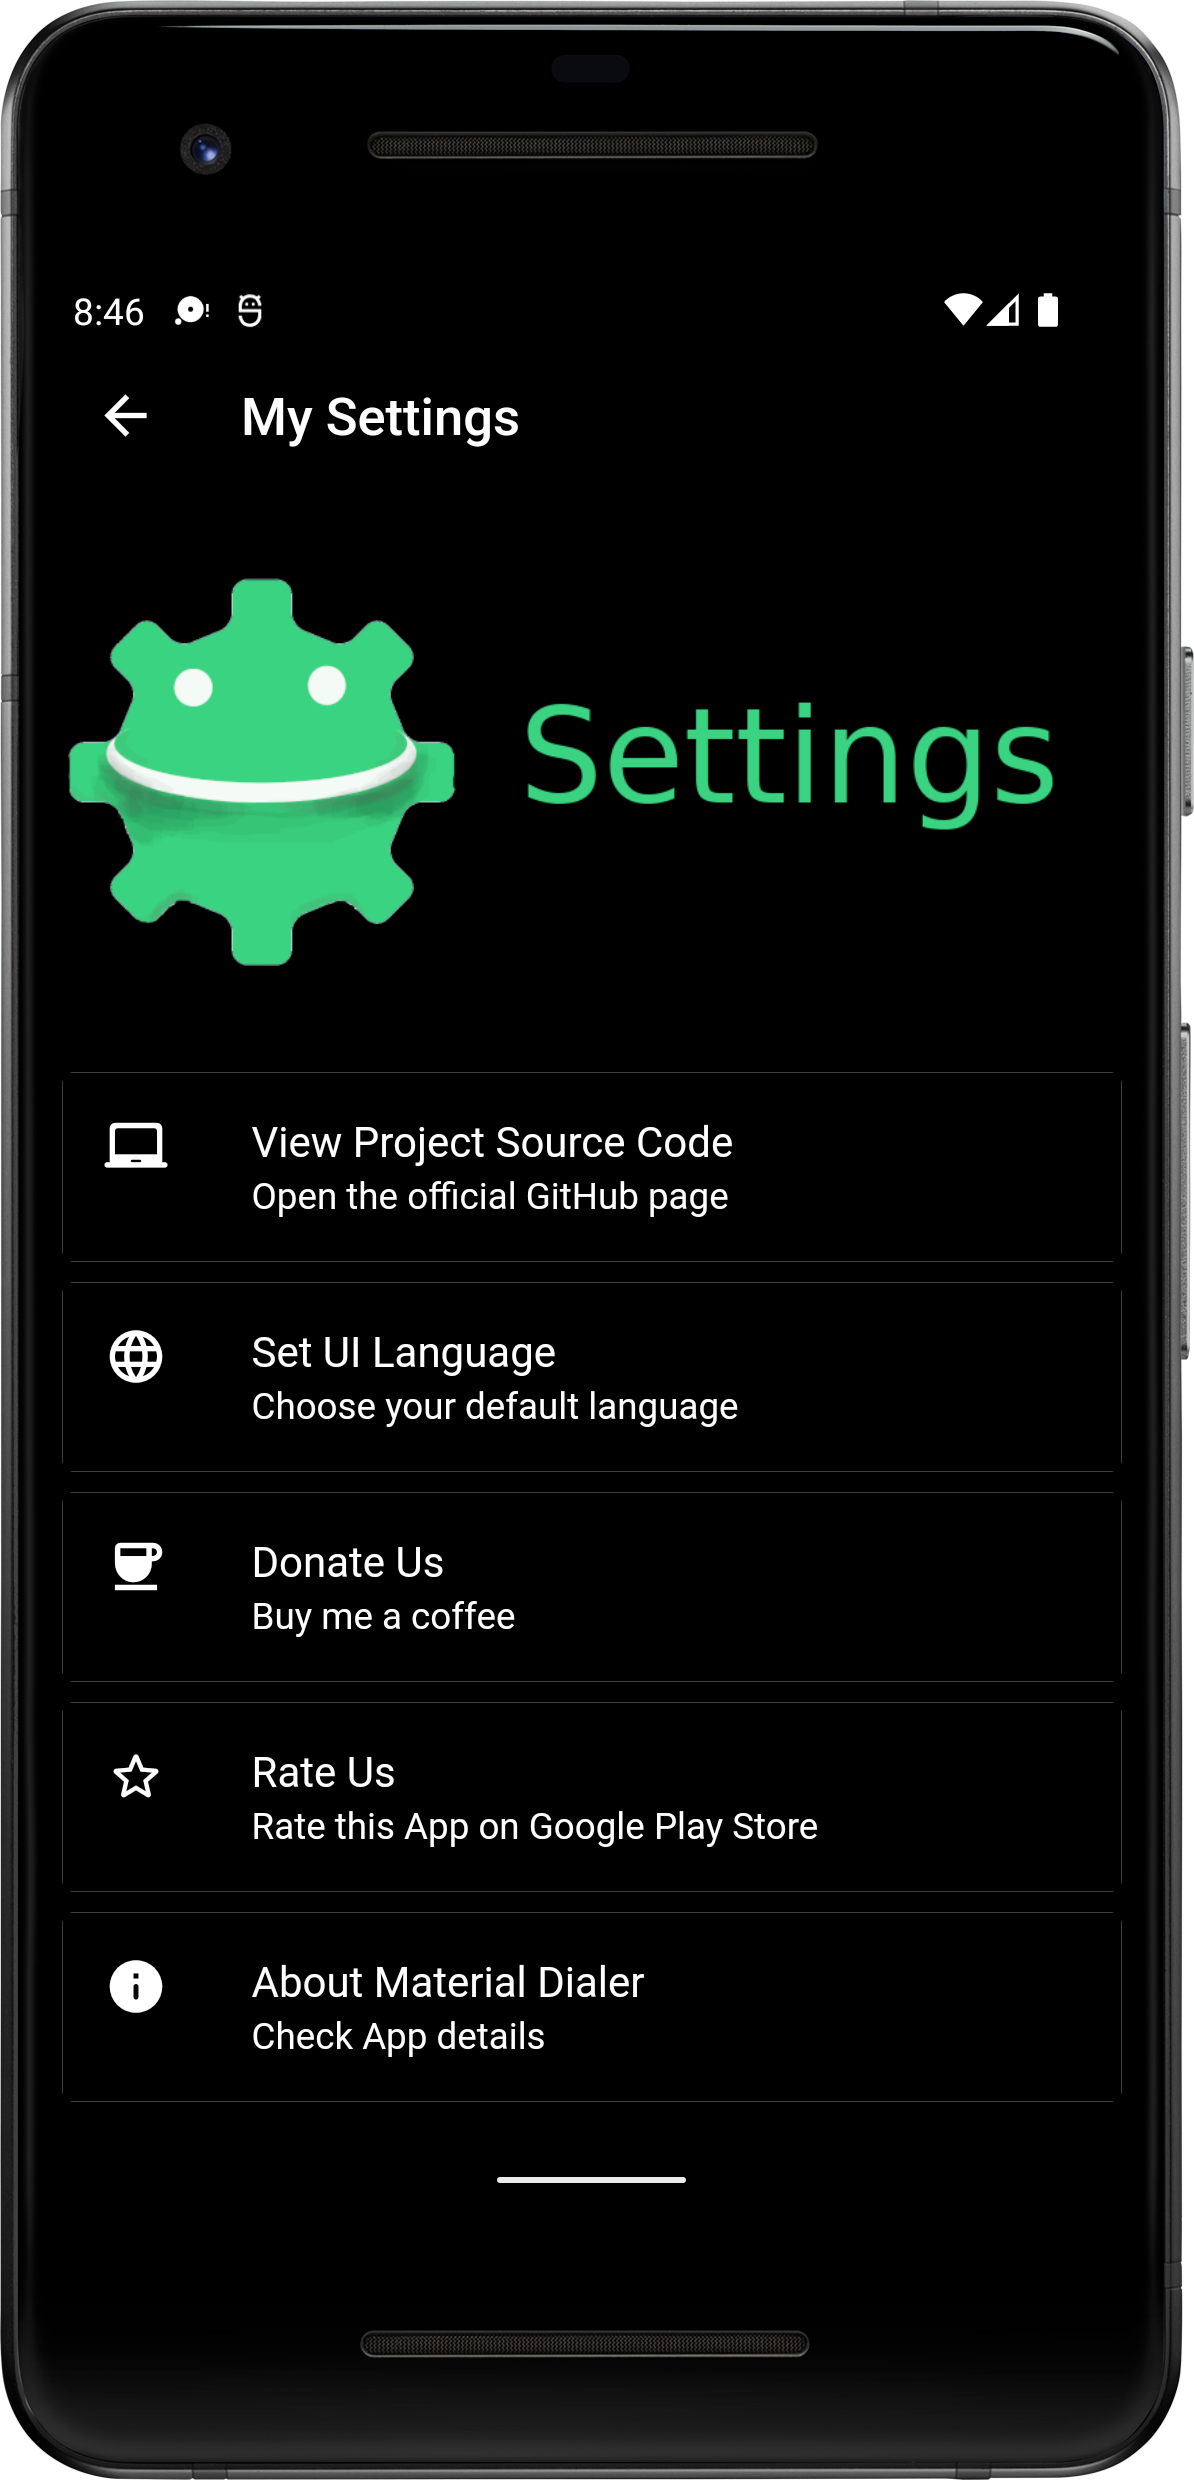 8:46
My Settings
Settings
View Project Source Code
Open the official GitHub page
Set UI Language
Choose your default language
Donate Us
Buy me a coffee
Rate Us
Rate this App on Google Play Store
About Material Dialer
Check App details